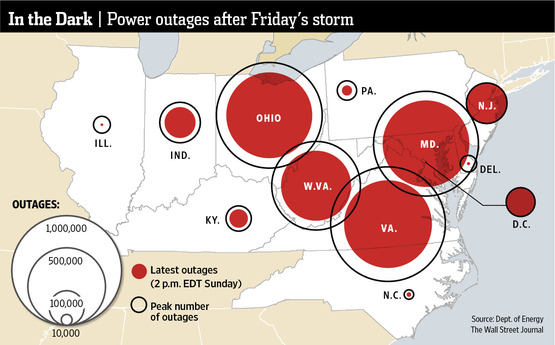 In the Dark | Power outages after Friday's storm
PA.
N.J.
OHIO
ILL.
IND.
MD.
DEL.
W.VA.
OUTAGES:
1,000,000
500,000
100,000
10,000
KY.
VA.
D.C.
Latest outages
(2 p.m. EDT Sunday)
Peak number
of outages
N.C.
Source: Dept. of Energy
The Wall Street Journal